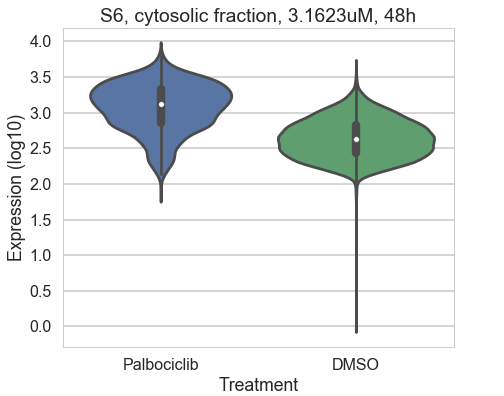 S6, cytosolic fraction, 3.1623uM, 48h
Expression (log10)
4.0
3.5
3.0
2.5
2.0
1.5
1.0
0.5
0.0
Palbociclib DMSO
Treatment